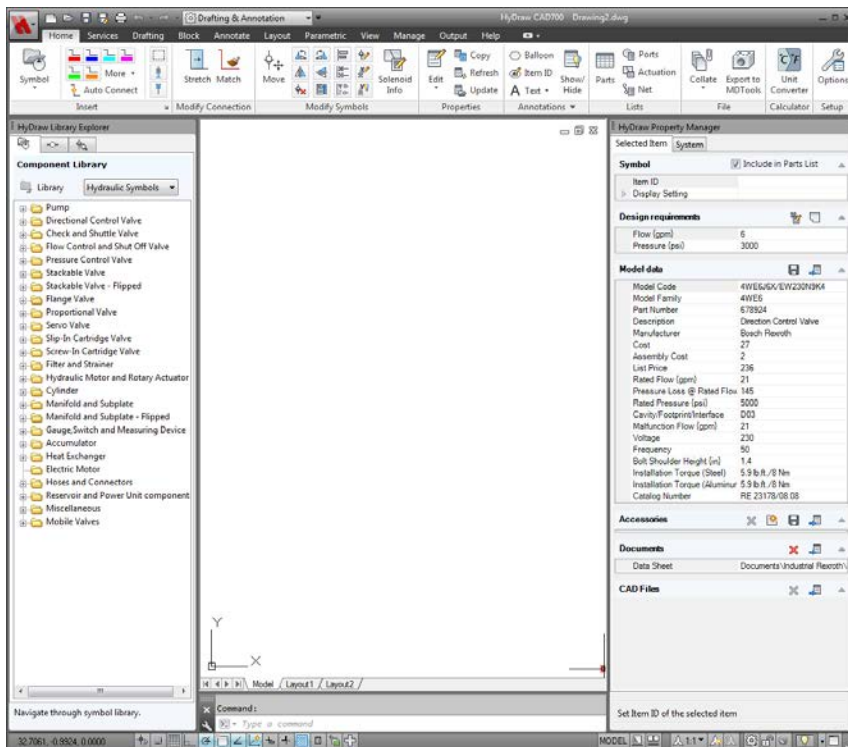 Drafting & Annotation
HyDraw CAD700 Drawing2.dwg
Home Services Drafting Block Annotate Layout Parametric View Manage Output Help
Symbol
More
Auto Connect
Insert
Stretch Match
Modify Connection
Move
Solenoid Info
Modify Symbols
Edit
Copy
Refresh
Update
Properties
Balloon
Item ID
Text
Show/ Hide
Annotations
Parts
Ports
Actuation
Net
Lists
Collate
Export to MDTools
File
Unit Converter
Calculator
Options
Setup
HyDraw Library Explorer
Component Library
Library Hydraulic Symbols
Pump
Directional Control Valve
Check and Shuttle Valve
Flow Control and Shut Off Valve
Pressure Control Valve
Stackable Valve
Stackable Valve - Flipped
Flange Valve
Proportional Valve
Servo Valve
Slip-In Cartridge Valve
Screw-In Cartridge Valve
Filter and Strainer
Hydraulic Motor and Rotary Actuator
Cylinder
Manifold and Subplate
Manifold and Subplate - Flipped
Gauge,Switch and Measuring Device
Accumulator
Heat Exchanger
Electric Motor
Hoses and Connectors
Reservoir and Power Unit component
Miscellaneous
Mobile Valves
Navigate through symbol library.
Y
X
Model Layout1 Layout2
Command:
Type a command
HyDraw Property Manager
Selected Item System
Symbol Include in Parts List
Item ID
Display Setting
Design requirements
Flow (gpm) 6
Pressure (psi) 3000
Model data
Model Code 4WE6J6X/EW230N9K4
Model Family 4WE6
Part Number 678924
Description Direction Control Valve
Manufacturer Bosch Rexroth
Cost 27
Assembly Cost 2
List Price 236
Rated Flow (gpm) 21
Pressure Loss @ Rated Flow 145
Rated Pressure (psi) 5000
Cavity/Footprint/Interface D03
Malfunction Flow (gpm) 21
Voltage 230
Frequency 50
Bolt Shoulder Height (in) 1.4
Installation Torque (Steel) 5.9 lb.ft./8 Nm
Installation Torque (Aluminur 5.9 lb.ft./8 Nm
Catalog Number RE 23178/08.08
Accessories
Documents
Data Sheet Documents\Industrial Rexroth\
CAD Files
Set Item ID of the selected item
32.7061, -0.9924, 0.0000
MODEL 1:1